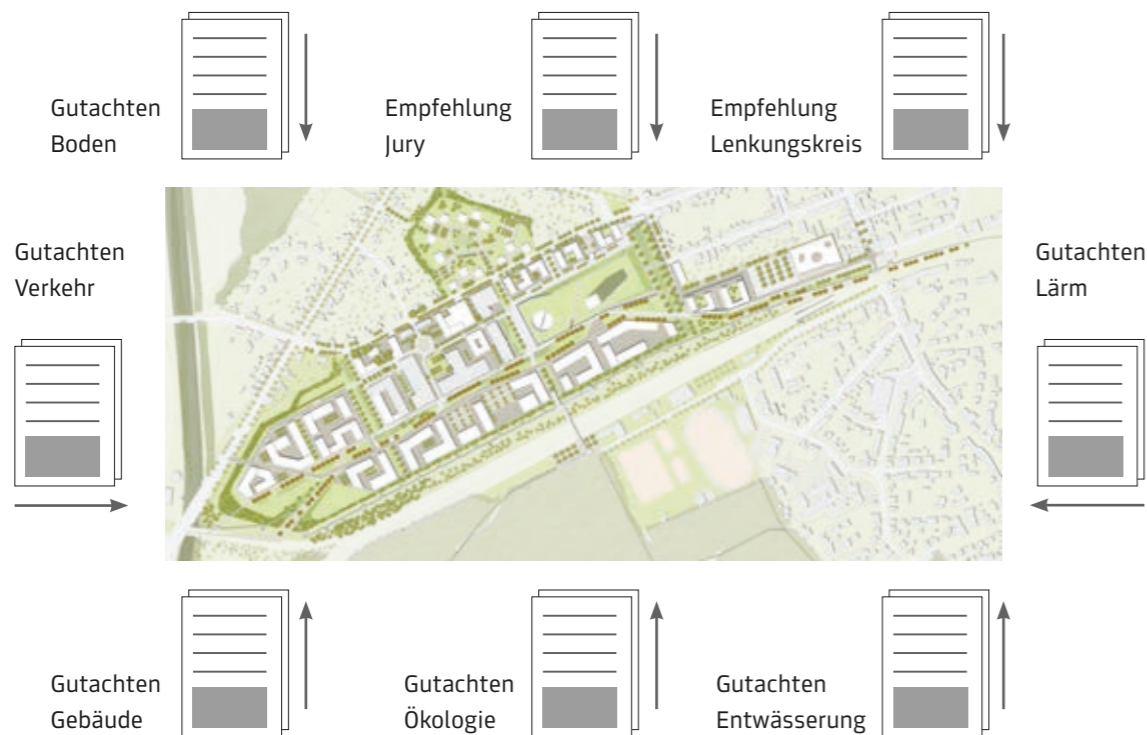 Gutachten
Boden
Empfehlung
Jury
Empfehlung
Lenkungskreis
Gutachten
Verkehr
Gutachten
Lärm
Gutachten
Gebäude
Gutachten
Ökologie
Gutachten
Entwässerung